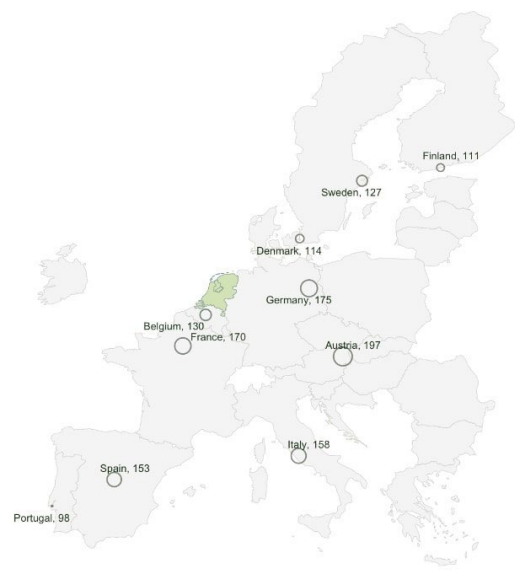 Finland, 111
Sweden, 127
Denmark, 114
Germany, 175
Belgium, 130
France, 170
Austria, 197
Italy, 158
Spain, 153
Portugal, 98